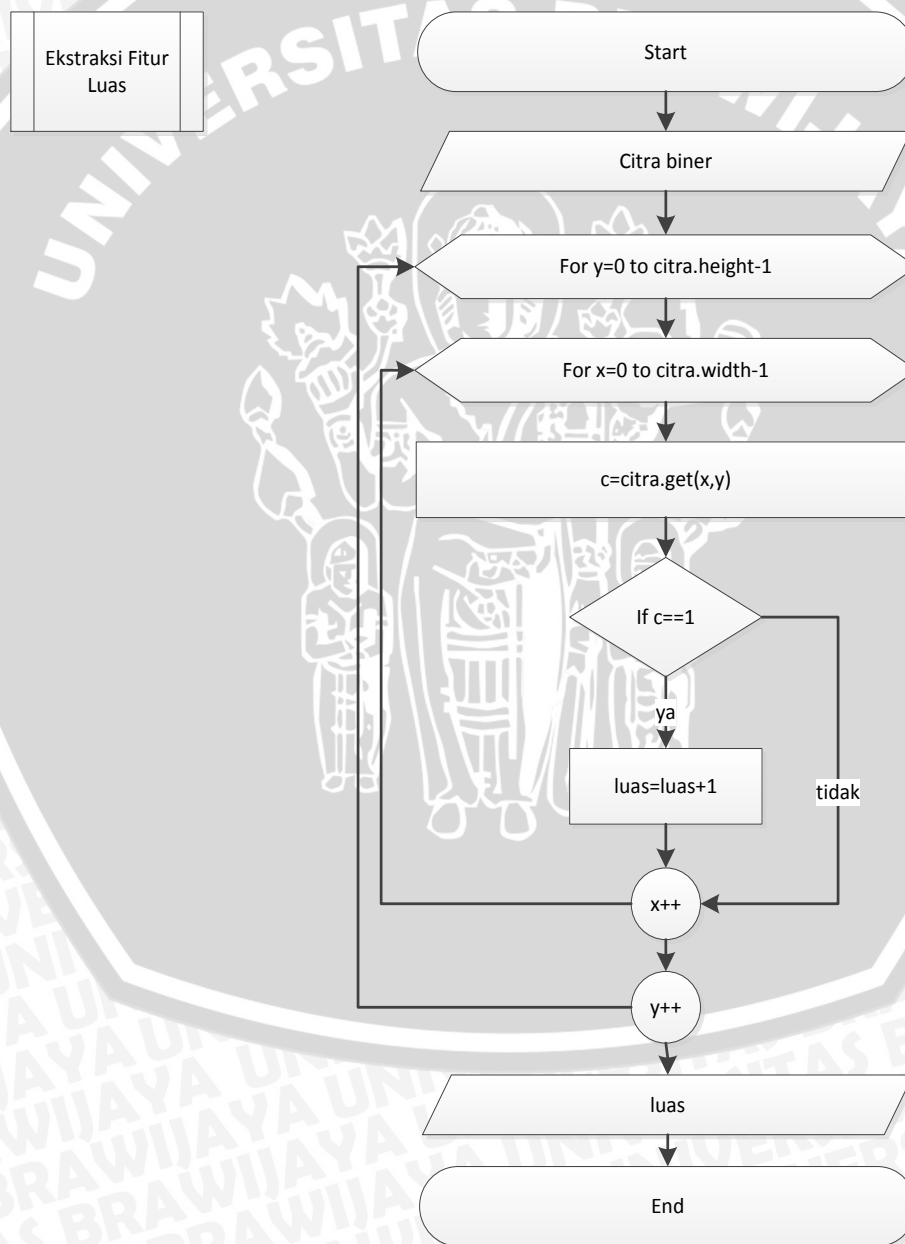 Ekstraksi Fitur
Luas
Start
Citra biner
For y=0 to citra.height-1
For x=0 to citra.width-1
c=citra.get(x,y)
If c==1
ya
luas=luas+1
tidak
x++
y++
luas
End